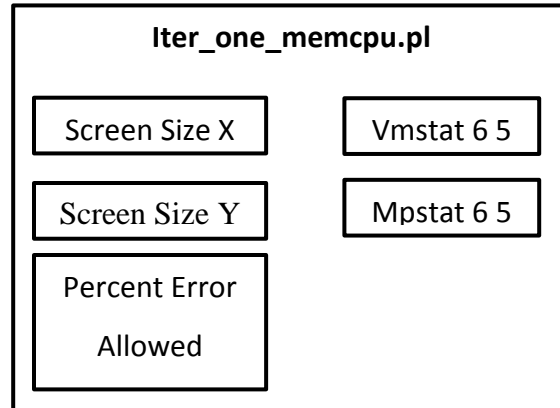 Iter_one_memcpu.pl
Screen Size X
Vmstat 6 5
Screen Size Y
Mpstat 6 5
Percent Error
Allowed